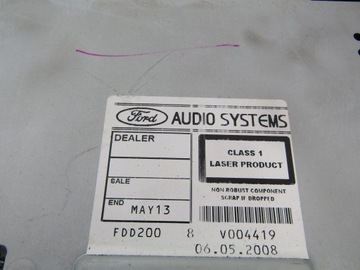 Ford AUDIO SYSTEMS
DEALER
CLASS 1
LASER PRODUCT
SALE
NON ROBUST COMPONENT
SCRAP IF DROPPED
END MAY13
FDD200 8 V004419
06.05.2008